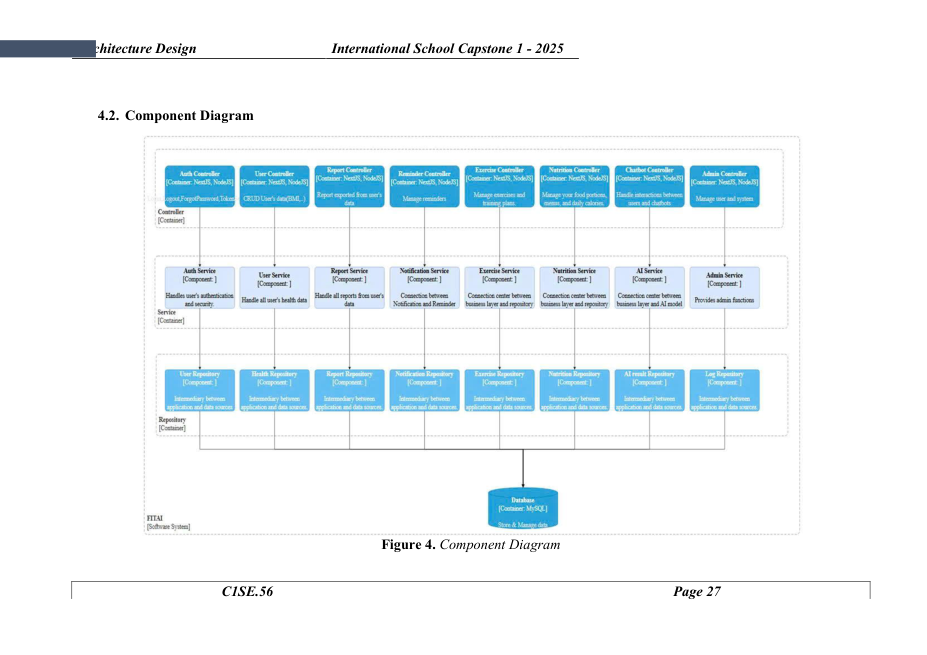 chitecture Design International School Capstone 1 - 2025
4.2. Component Diagram
Auth Controller
[Container: NextJS, NodeJS]
ogout,ForgotPassword,Token
User Controller
[Container: NextJS, NodeJS]
CRUD User's data(BMI,..)
Report Controller
[Container: NextJS, NodeJS]
Report exported from user's
data
Reminder Controller
[Container: NextJS, NodeJS]
Manage reminders
Exercise Controller
[Container: NextJS, NodeJS]
Manage exercises and
training plans.
Nutrition Controller
[Container: NextJS, NodeJS]
Manage your food portions,
menus, and daily calories.
Chatbot Controller
[Container: NextJS, NodeJS]
Handle interactions between
users and chatbots
Admin Controller
[Container: NextJS, NodeJS]
Manage user and system
Controller
[Container]
Auth Service
[Component: ]
Handles user's authentication
and security.
User Service
[Component: ]
Handle all user's health data
Report Service
[Component: ]
Handle all reports from user's
data
Notification Service
[Component: ]
Connection between
Notification and Reminder
Exercise Service
[Component: ]
Connection center between
business layer and repository
Nutrition Service
[Component: ]
Connection center between
business layer and repository
AI Service
[Component: ]
Connection center between
business layer and AI model
Admin Service
[Component: ]
Provides admin functions
Service
[Container]
User Repository
[Component: ]
Intermediary between
application and data sources
Health Repository
[Component: ]
Intermediary between
application and data sources
Report Repository
[Component: ]
Intermediary between
application and data sources
Notification Repository
[Component: ]
Intermediary between
application and data sources
Exercise Repository
[Component: ]
Intermediary between
application and data sources
Nutrition Repository
[Component: ]
Intermediary between
application and data sources
AI result Repository
[Component: ]
Intermediary between
application and data sources
Log Repository
[Component: ]
Intermediary between
application and data sources
Repository
[Container]
Database
[Container: MySQL]
Store & Manage data
FITAI
[Software System]
Figure 4. Component Diagram
C1SE.56 Page 27